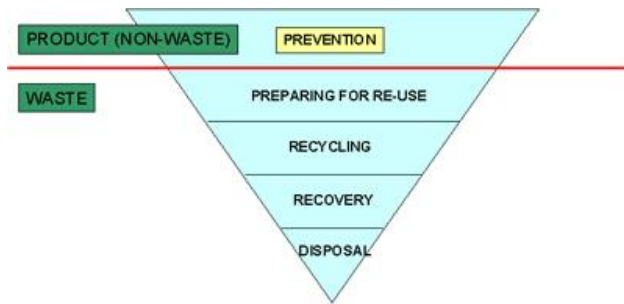 PRODUCT (NON-WASTE)
PREVENTION
WASTE
PREPARING FOR RE-USE
RECYCLING
RECOVERY
DISPOSAL